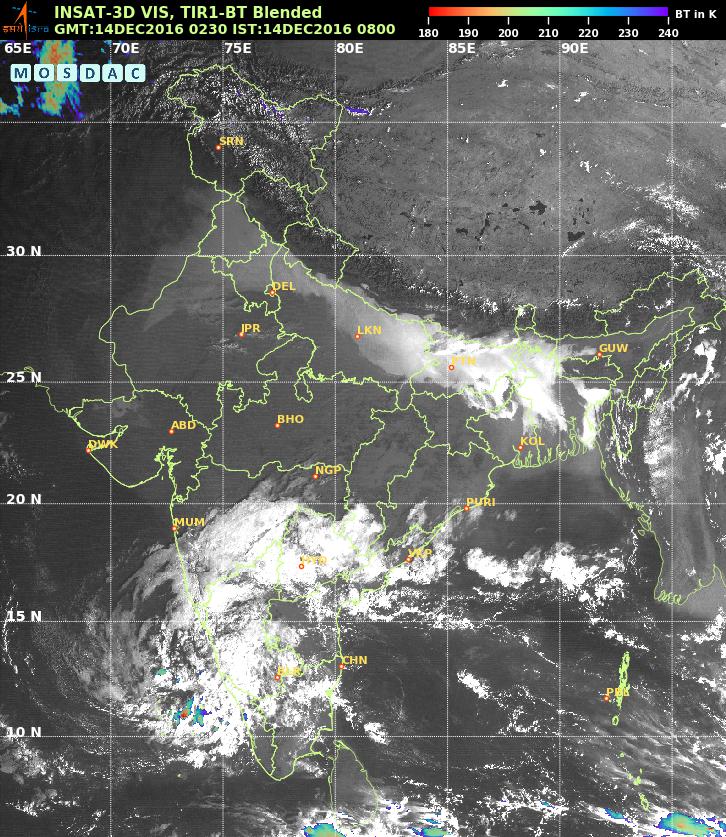 INSAT-3D VIS, TIR1-BT Blended
GMT:14DEC2016 0230 IST:14DEC2016 0800
BT in K
180 190 200 210 220 230 240
65E 70E 75E 80E 85E 90E
MOSDAC
SRN
30 N
DEL
JPR
LKN
GUW
PTN
25 N
ABD
BHO
KOL
DWK
NGP
20 N
PURI
MUM
VKP
15 N
CHN
10 N